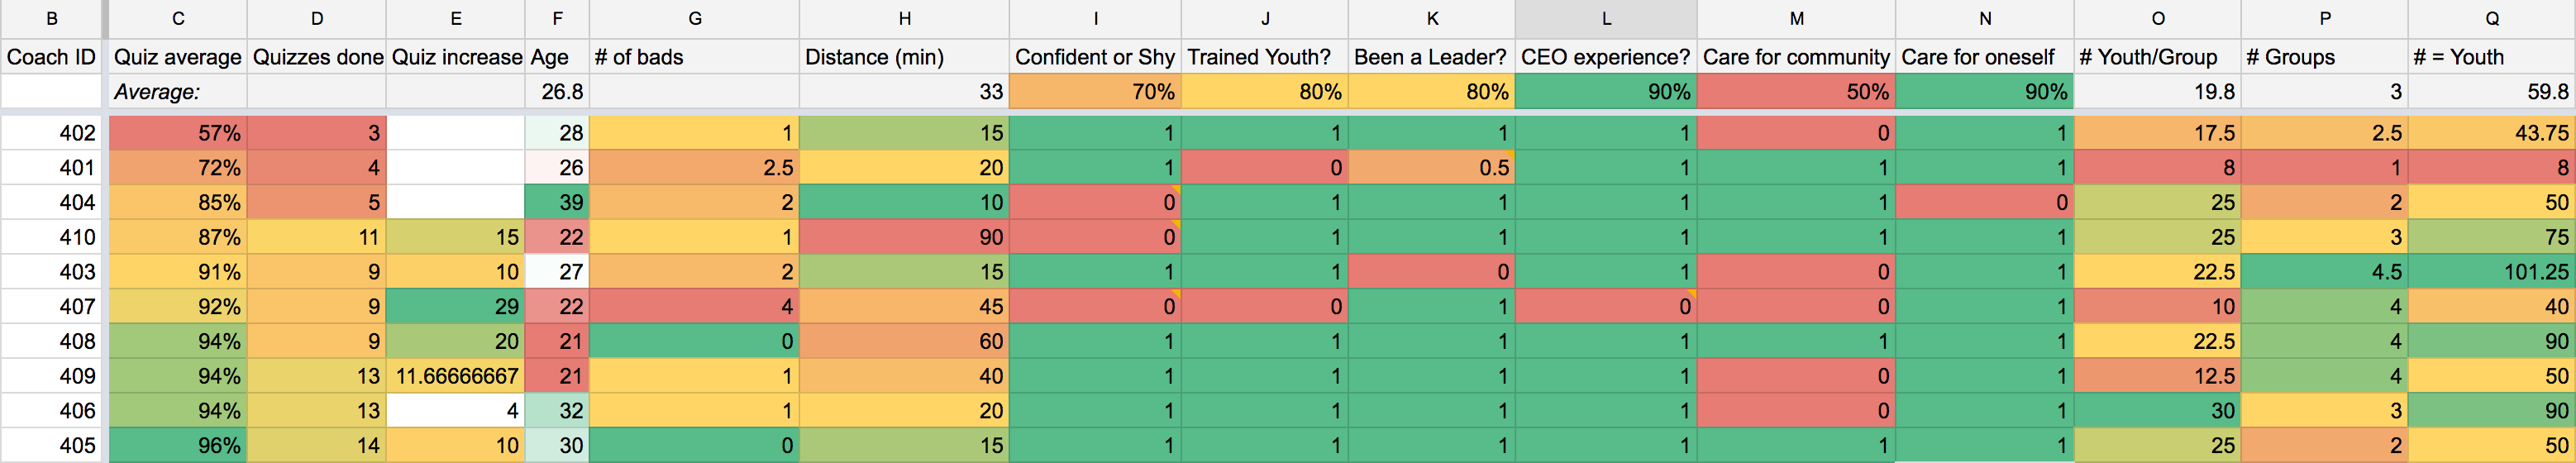 B C D E F G H I J K L M N O P Q
Coach ID Quiz average Quizzes done Quiz increase Age # of bads Distance (min) Confident or Shy Trained Youth? Been a Leader? CEO experience? Care for community Care for oneself # Youth/Group # Groups # = Youth
Average: 26.8 33 70% 80% 80% 90% 50% 90% 19.8 3 59.8
402 57% 3 28 1 15 1 1 1 1 0 1 17.5 2.5 43.75
401 72% 4 26 2.5 20 1 0 0.5 1 1 1 8 1 8
404 85% 5 39 2 10 0 1 1 1 1 0 25 2 50
410 87% 11 15 22 1 90 0 1 1 1 1 1 25 3 75
403 91% 9 10 27 2 15 1 1 0 1 0 1 22.5 4.5 101.25
407 92% 9 29 22 4 45 0 0 1 0 0 1 10 4 40
408 94% 9 20 21 0 60 1 1 1 1 1 1 22.5 4 90
409 94% 13 11.66666667 21 1 40 1 1 1 1 0 1 12.5 4 50
406 94% 13 4 32 1 20 1 1 1 1 0 1 30 3 90
405 96% 14 10 30 0 15 1 1 1 1 1 1 25 2 50